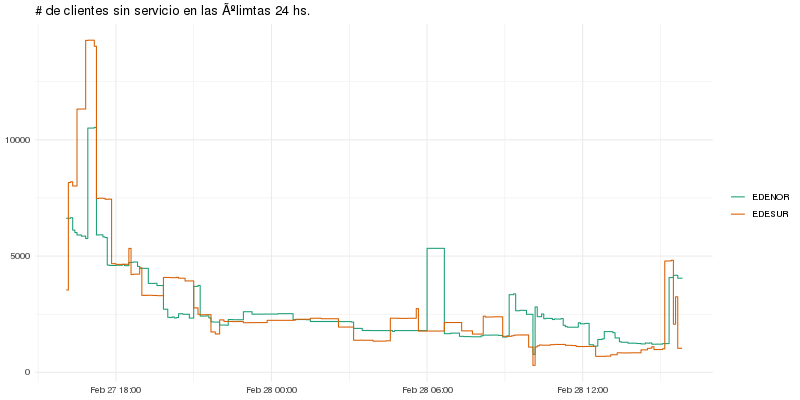 # de clientes sin servicio en las Ãºlimtas 24 hs.
10000
5000
0
EDENOR
EDESUR
Feb 27 18:00
Feb 28 00:00
Feb 28 06:00
Feb 28 12:00